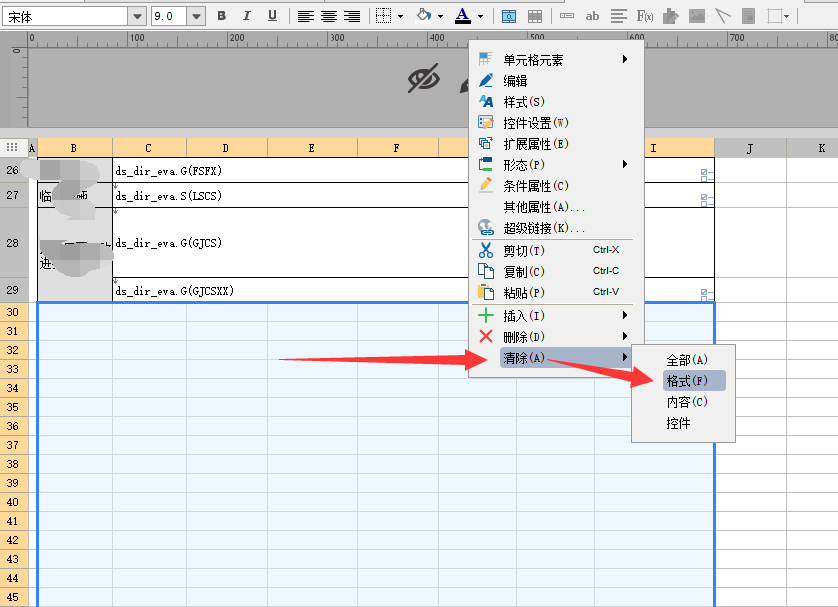 宋体 9.0 B I U ab F(x)
0 100 200 300 400 500 600 700 800
0
A B C D E F I J K
26 ds_dir_eva.G(FSFX)
27 临 ds_dir_eva.S(LSCS)
28 ds_dir_eva.G(GJCS)
进
29 ds_dir_eva.G(GJCSXX)
30
31
32
33
34
35
36
37
38
39
40
41
42
43
44
45
单元格元素
编辑
样式(S)
控件设置(W)
扩展属性(E)
形态(P)
条件属性(C)
其他属性(A)...
超级链接(K)...
剪切(T) Ctrl-X
复制(C) Ctrl-C
粘贴(P) Ctrl-V
插入(I)
删除(D)
清除(A)
全部(A)
格式(F)
内容(C)
控件